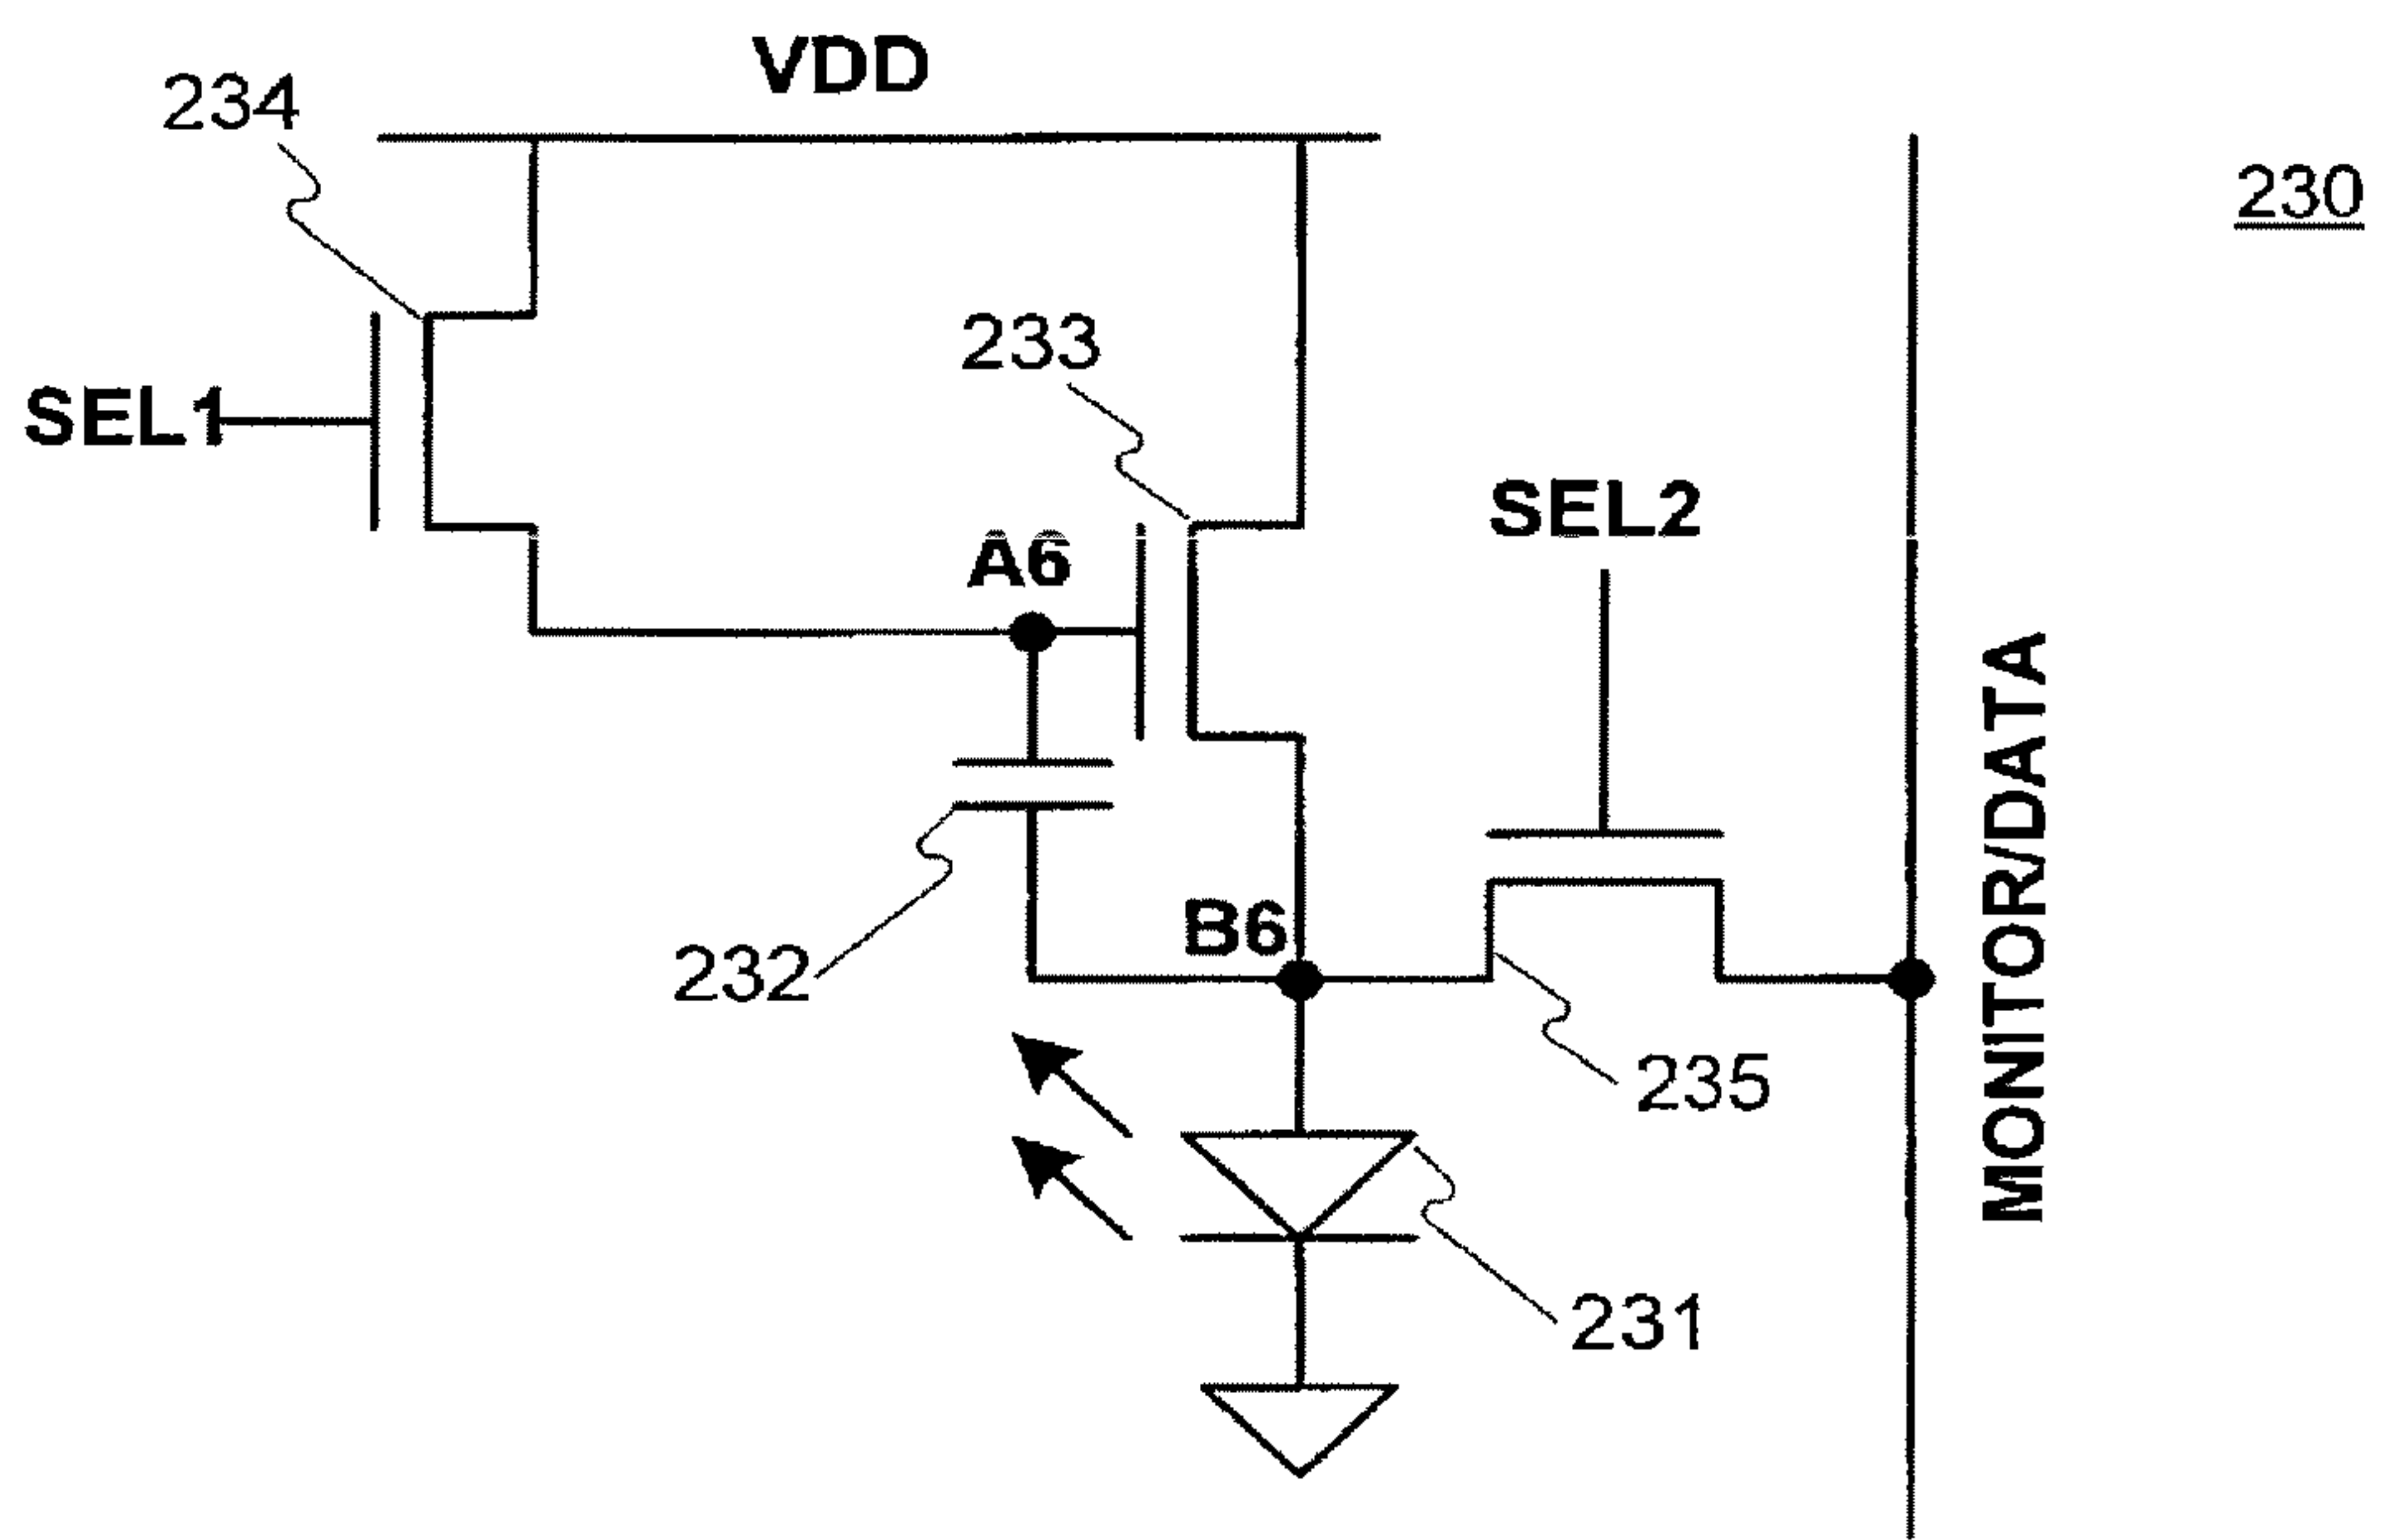 VDD
234
230
SEL1
233
SEL2
A6
MONITOR/DATA
B6
232
235
231